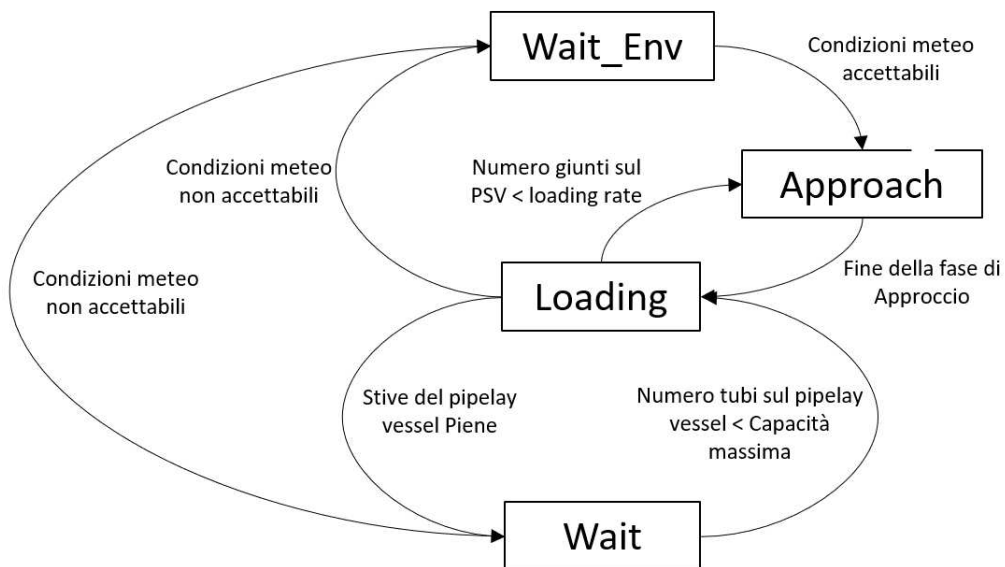 Wait_Env
Condizioni meteo
accettabili
Condizioni meteo
non accettabili
Numero giunti sul
PSV < loading rate
Approach
Condizioni meteo
non accettabili
Loading
Fine della fase di
Approccio
Stive del pipelay
vessel Piene
Numero tubi sul pipelay
vessel < Capacità
massima
Wait